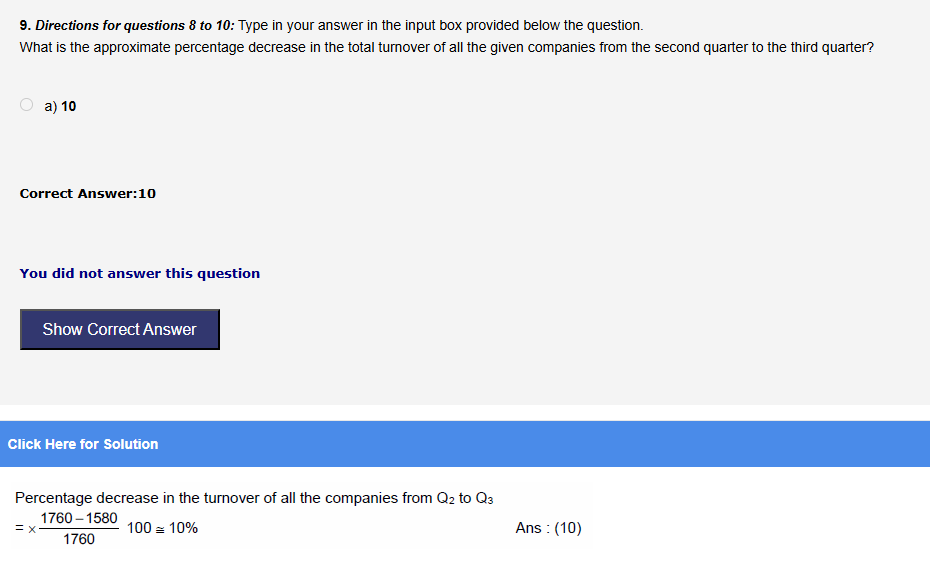 9. Directions for questions 8 to 10: Type in your answer in the input box provided below the question.
What is the approximate percentage decrease in the total turnover of all the given companies from the second quarter to the third quarter?
a) 10
Correct Answer:10
You did not answer this question
Show Correct Answer
Click Here for Solution
Percentage decrease in the turnover of all the companies from Q2 to Q3
= × 1760 – 1580 / 1760 100 ≅ 10% Ans : (10)